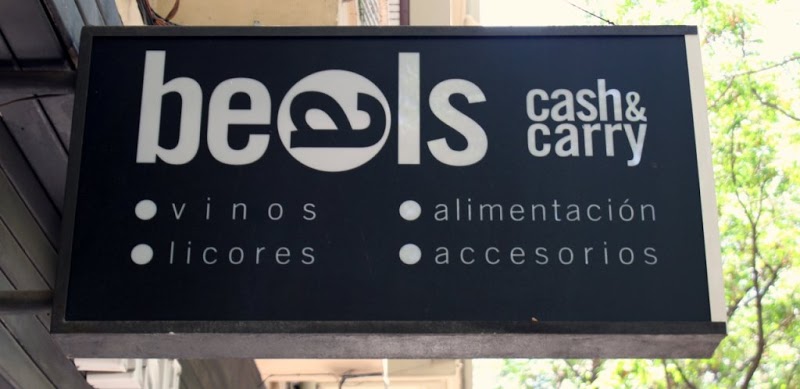 beals
cash&
carry
• vinos
• licores
• alimentación
• accesorios